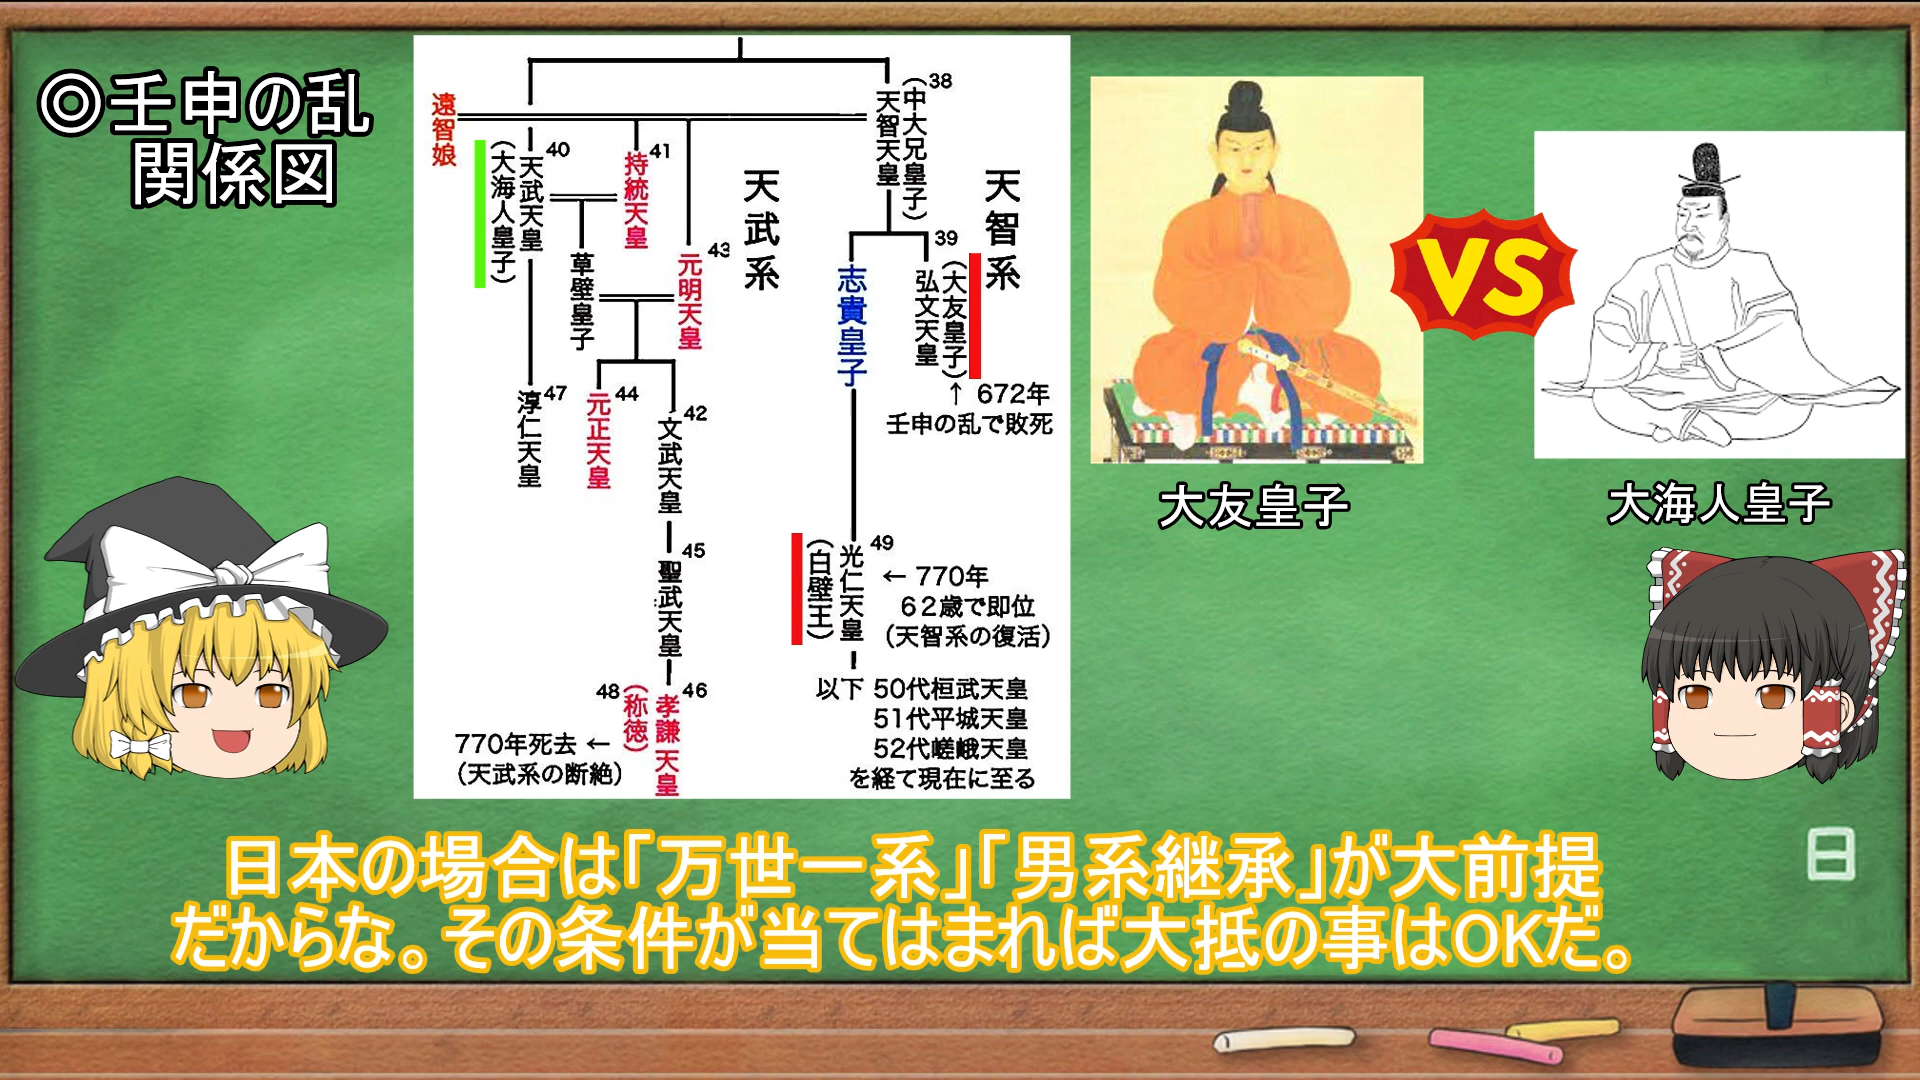 ◎壬申の乱
関係図
遠智娘
38
(中大兄皇子)
天智天皇
天智系
天武系
40
天武天皇
(大海人皇子)
41
持統天皇
43
元明天皇
草壁皇子
39
(大友皇子)
弘文天皇
志貴皇子
↑ 672年
壬申の乱で敗死
47
淳仁天皇
44
元正天皇
42
文武天皇
45
聖武天皇
49
光仁天皇
(白壁王)
← 770年
62歳で即位
(天智系の復活)
以下 50代桓武天皇
51代平城天皇
52代嵯峨天皇
を経て現在に至る
46
孝謙天皇
48
(称徳)
770年死去 ←
(天武系の断絶)
VS
大友皇子
大海人皇子
日本の場合は「万世一系」「男系継承」が大前提
だからな。その条件が当てはまれば大抵の事はOKだ。
日